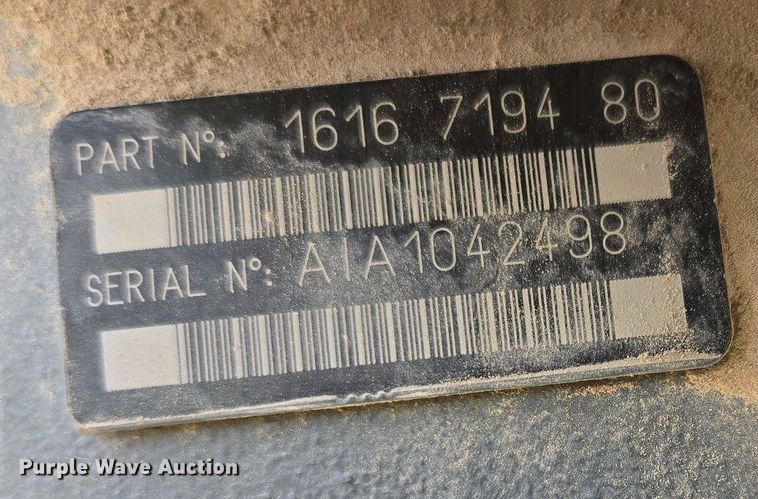 PART N°: 1616 7194 80
SERIAL N°: AIA1042498
Purple Wave Auction